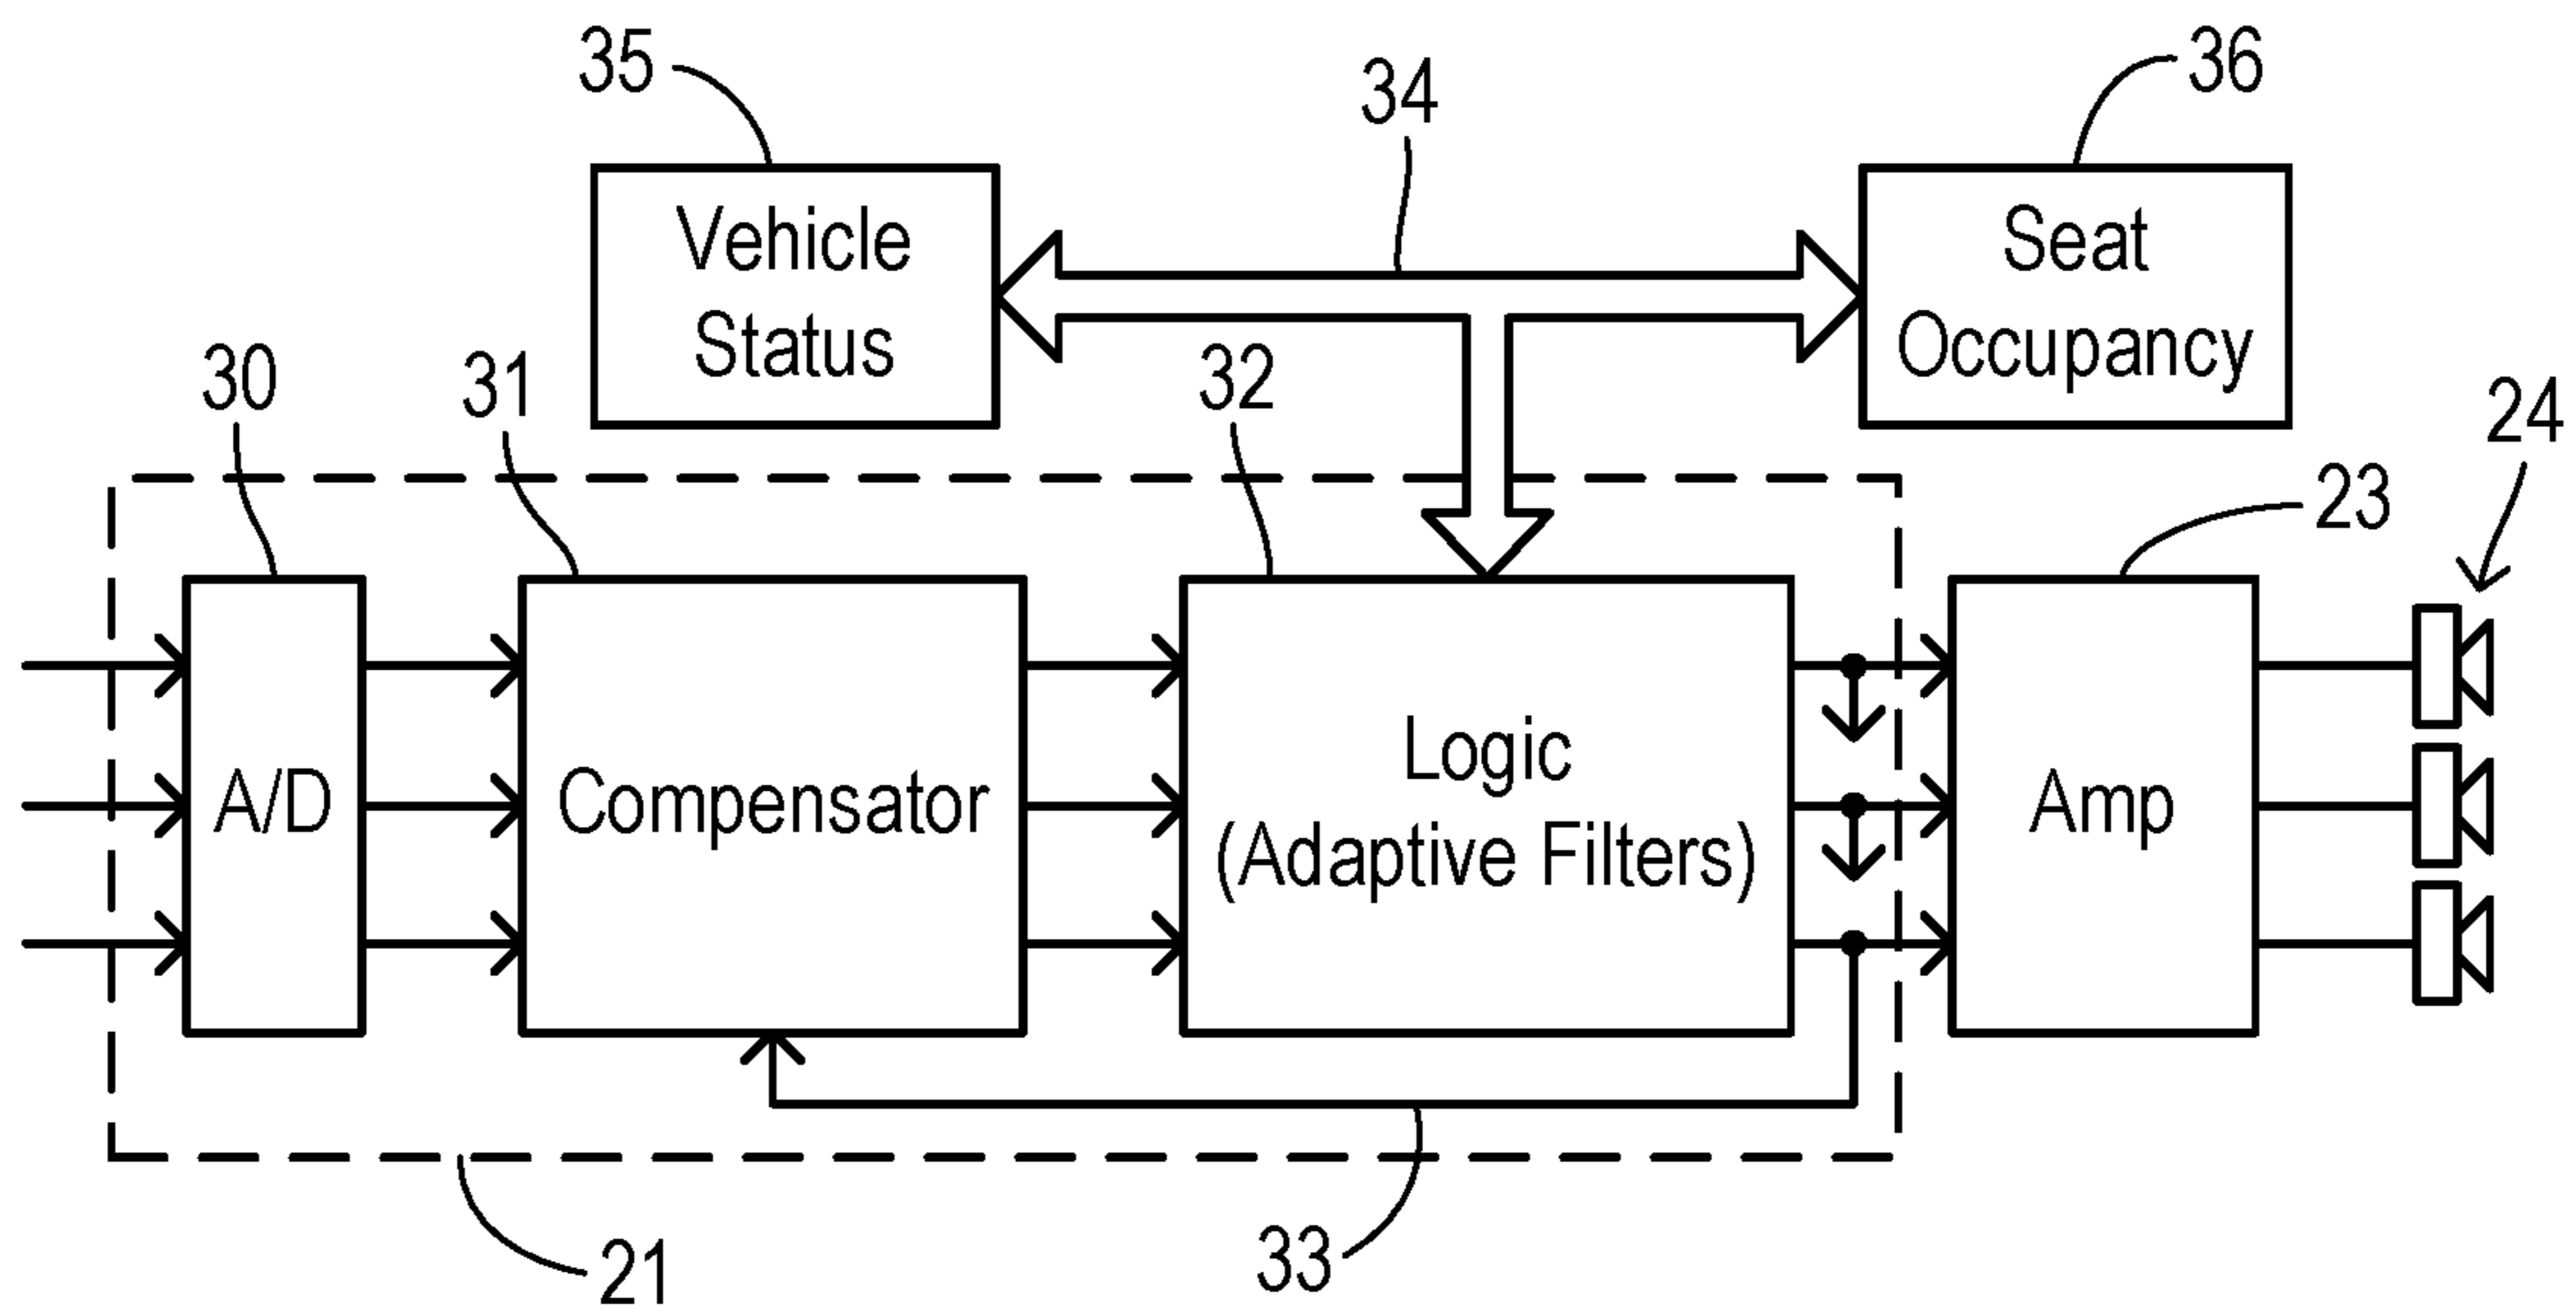 35
34
36
Vehicle
Status
Seat
Occupancy
30
31
32
24
23
A/D
Compensator
Logic
(Adaptive Filters)
Amp
21
33